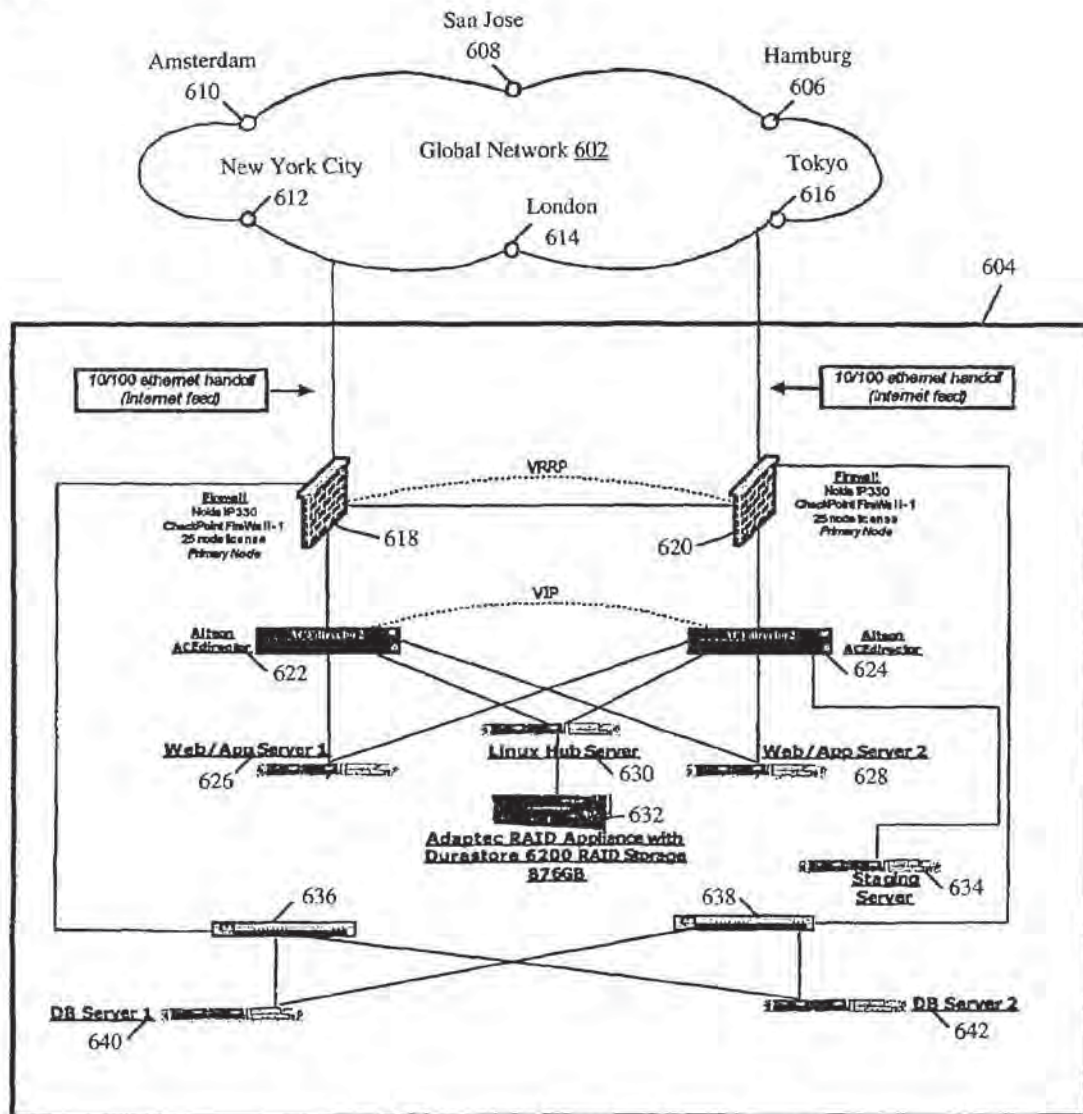 San Jose
608
Amsterdam
610
Hamburg
606
Global Network 602
New York City
612
Tokyo
616
London
614
604
10/100 ethernet handoff
(Internet feed)
10/100 ethernet handoff
(Internet feed)
VRRP
Firewall
Nokia IP330
CheckPoint FireWall-1
25 node license
Primary Node
618
Firewall
Nokia IP330
CheckPoint FireWall-1
25 node license
Primary Node
620
VIP
Alteon
ACEdirector
622
Alteon
ACEdirector
624
Web/App Server 1
626
Linux Hub Server
630
Web/App Server 2
628
632
Adaptec RAID Appliance with
Durastore 6200 RAID Storage
876GB
Staging
Server
634
636
638
DB Server 1
640
DB Server 2
642